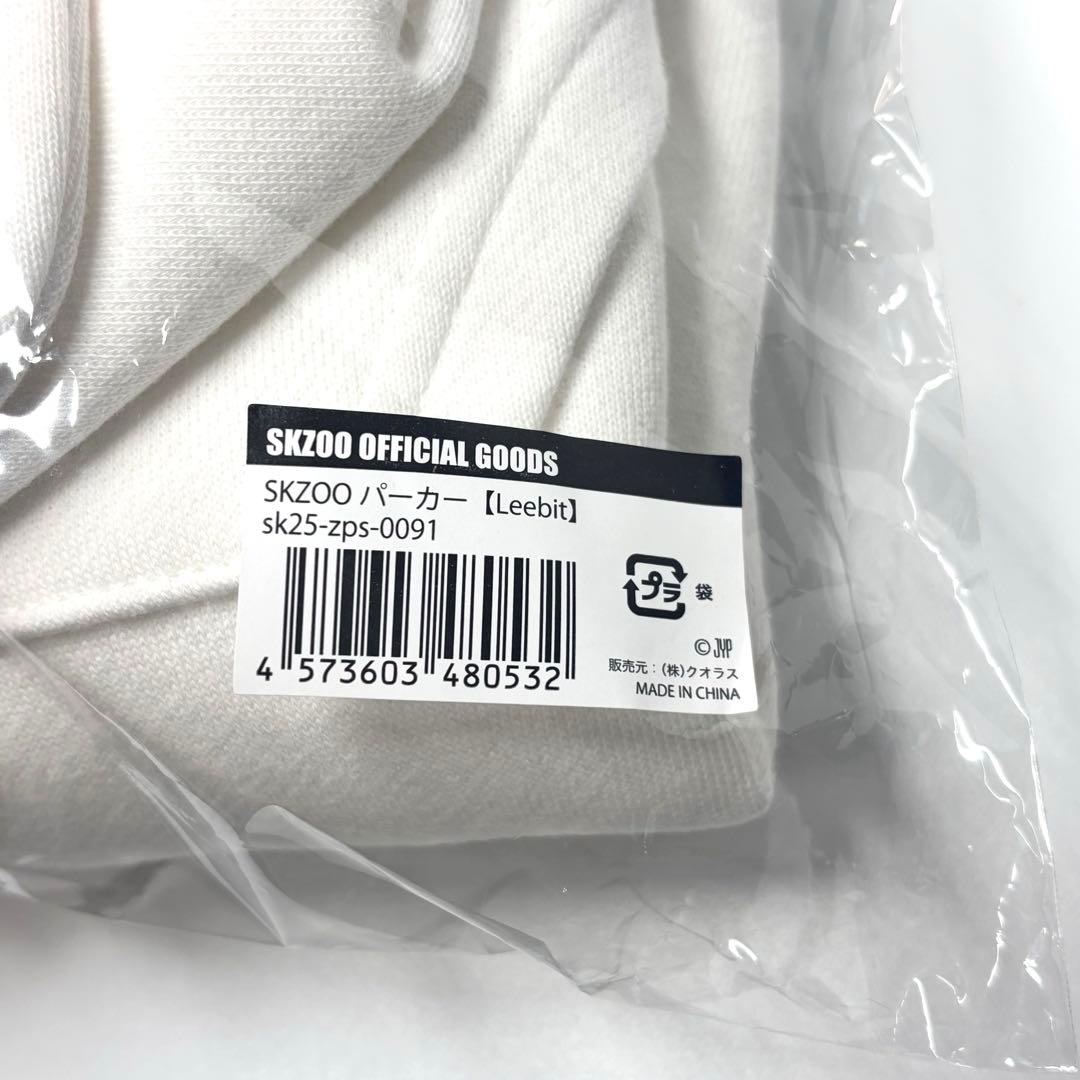 SKZOO OFFICIAL GOODS
SKZOO パーカー【Leebit】
sk25-zps-0091
4 573603 480532
プラ 袋
© JYP
販売元：(株)クオラス
MADE IN CHINA